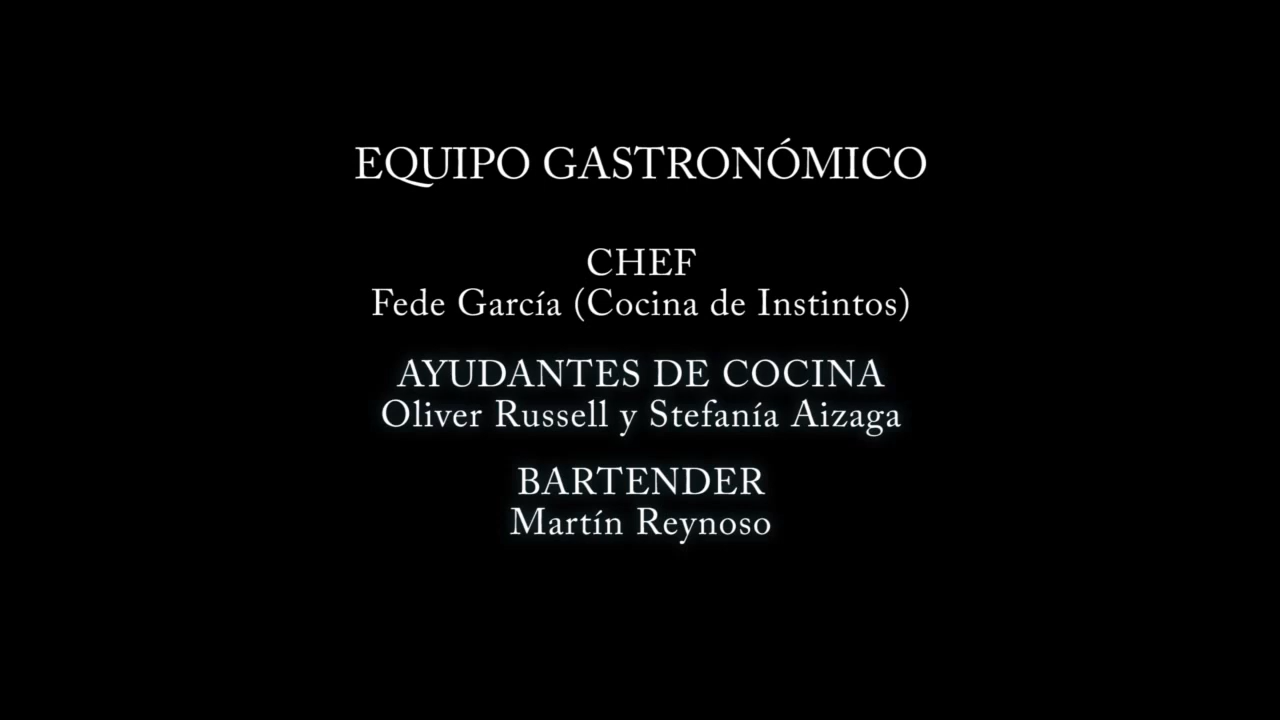 EQUIPO GASTRONÓMICO
CHEF
Fede García (Cocina de Instintos)
AYUDANTES DE COCINA
Oliver Russell y Stefanía Aizaga
BARTENDER
Martín Reynoso